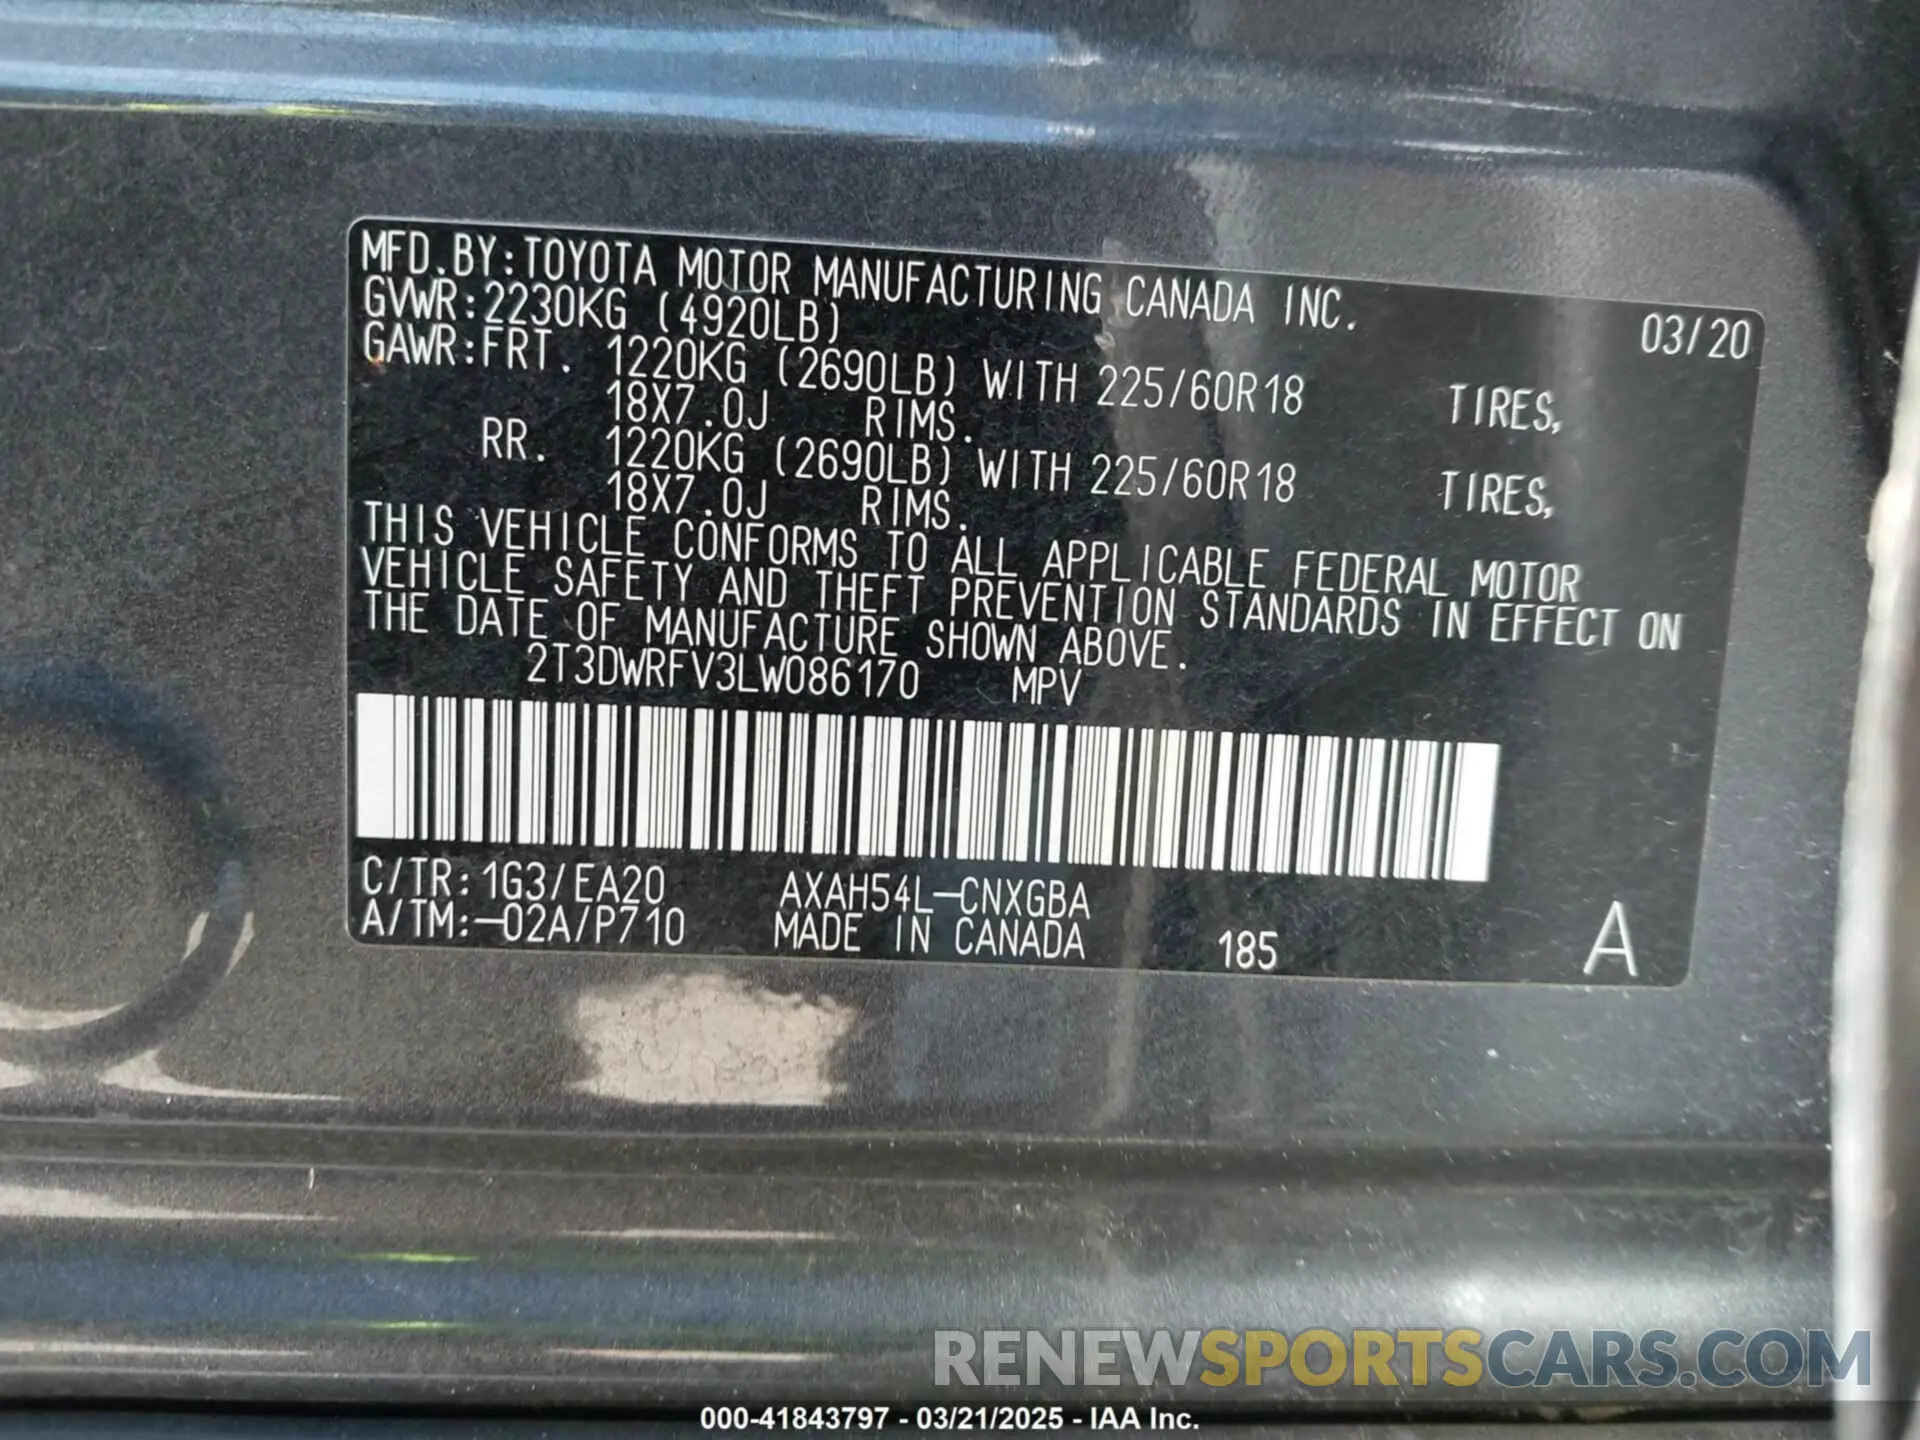 MFD.BY:TOYOTA MOTOR MANUFACTURING CANADA INC. 03/20
GVWR:2230KG (4920LB)
GAWR:FRT. 1220KG (2690LB) WITH 225/60R18 TIRES,
18X7.0J RIMS.
RR. 1220KG (2690LB) WITH 225/60R18 TIRES,
18X7.0J RIMS.
THIS VEHICLE CONFORMS TO ALL APPLICABLE FEDERAL MOTOR
VEHICLE SAFETY AND THEFT PREVENTION STANDARDS IN EFFECT ON
THE DATE OF MANUFACTURE SHOWN ABOVE.
2T3DWRFV3LW086170 MPV
C/TR:1G3/EA20 AXAH54L-CNXGBA
A/TM:-02A/P710 MADE IN CANADA 185 A
RENEWSPORTSCARS.COM
000-41843797 - 03/21/2025 - IAA Inc.